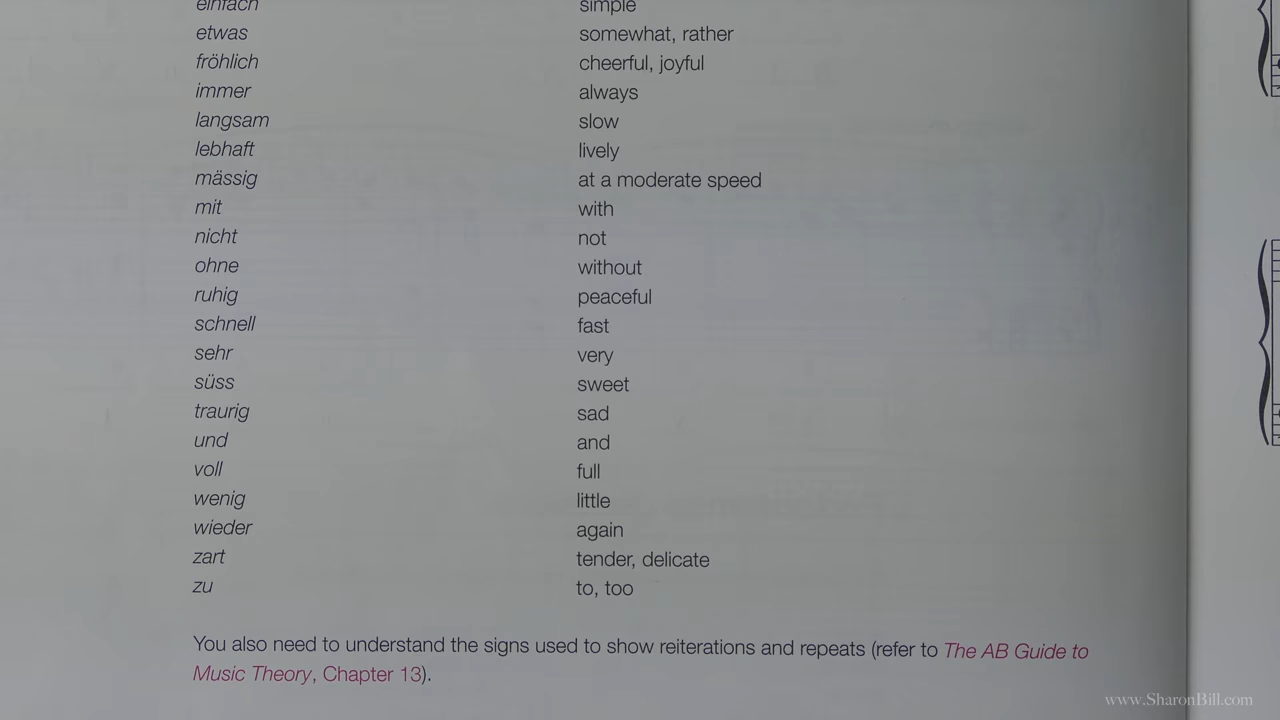 einfach simple
etwas somewhat, rather
fröhlich cheerful, joyful
immer always
langsam slow
lebhaft lively
mässig at a moderate speed
mit with
nicht not
ohne without
ruhig peaceful
schnell fast
sehr very
süss sweet
traurig sad
und and
voll full
wenig little
wieder again
zart tender, delicate
zu to, too
You also need to understand the signs used to show reiterations and repeats (refer to The AB Guide to
Music Theory, Chapter 13).
www.SharonBill.com